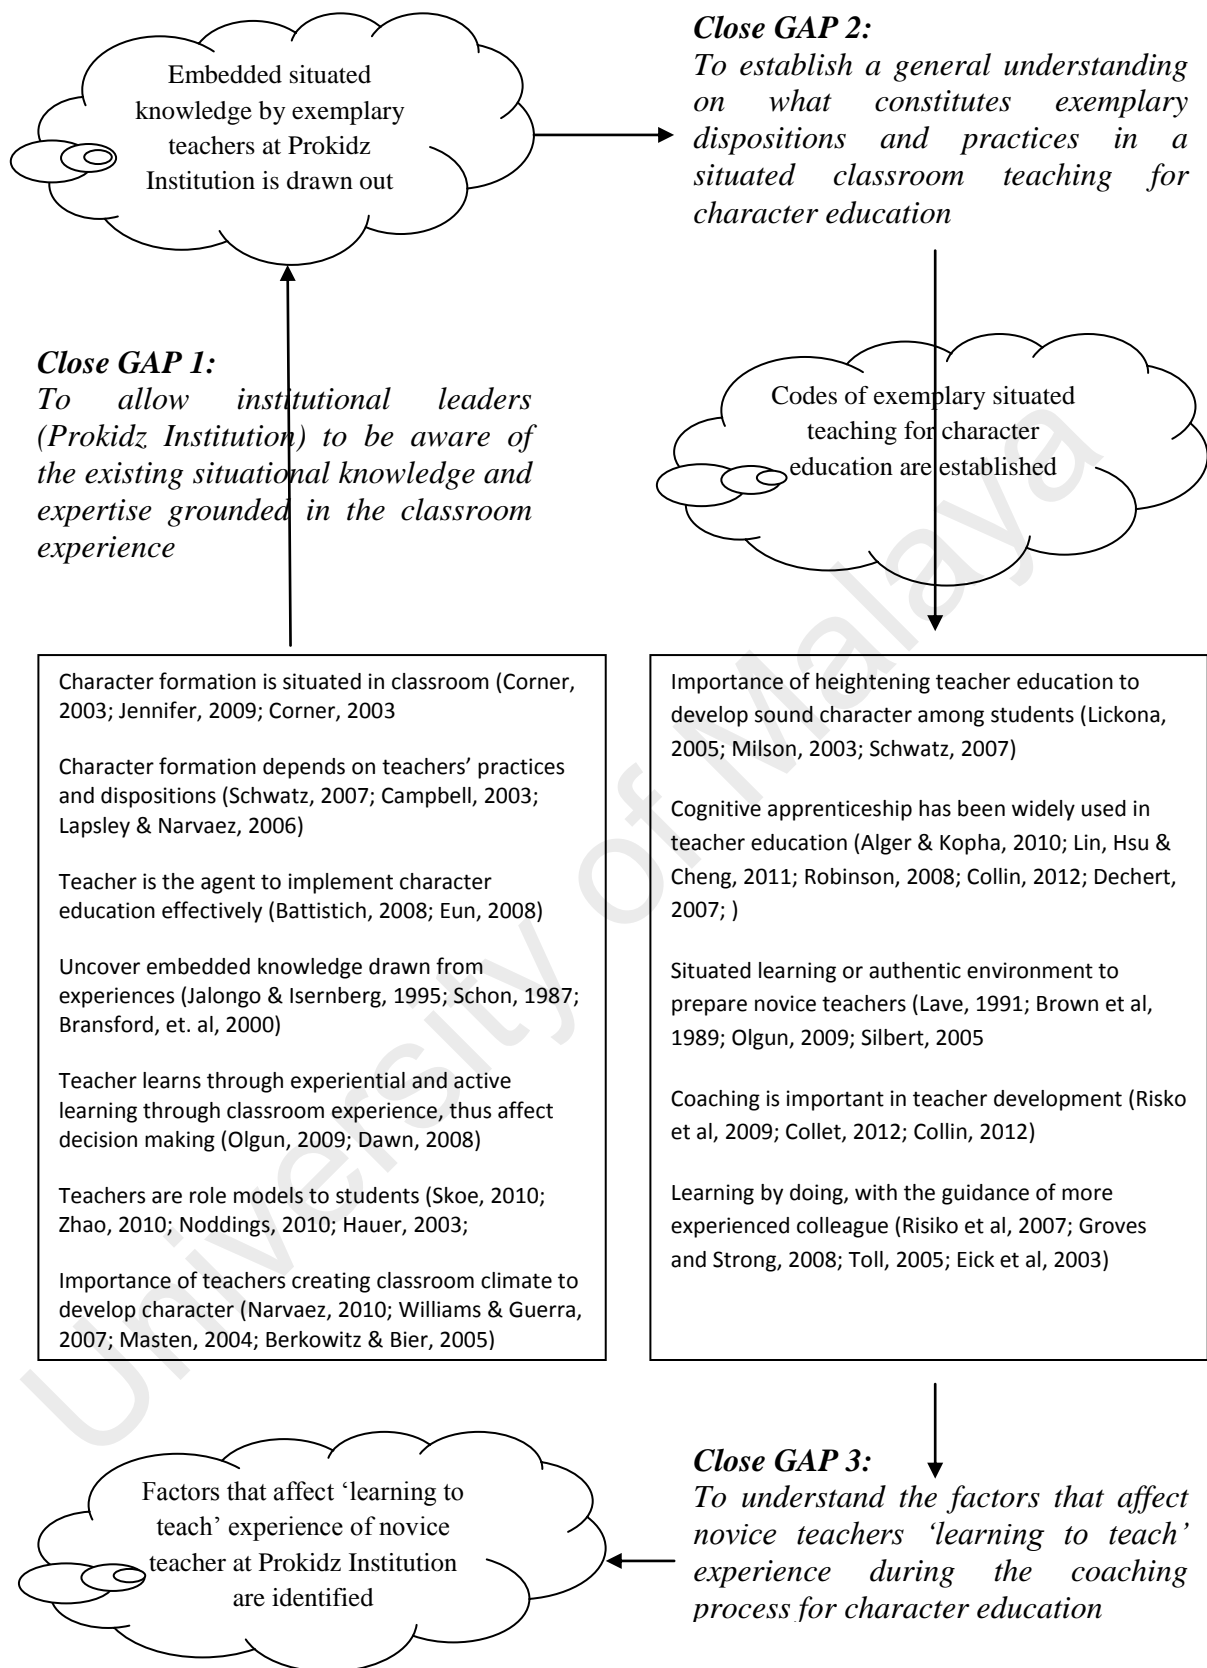 Embedded situated
knowledge by exemplary
teachers at Prokidz
Institution is drawn out
Close GAP 2:
To establish a general understanding
on what constitutes exemplary
dispositions and practices in a
situated classroom teaching for
character education
Close GAP 1:
To allow institutional leaders
(Prokidz Institution) to be aware of
the existing situational knowledge and
expertise grounded in the classroom
experience
Codes of exemplary situated
teaching for character
education are established
Character formation is situated in classroom (Corner,
2003; Jennifer, 2009; Corner, 2003
Character formation depends on teachers’ practices
and dispositions (Schwatz, 2007; Campbell, 2003;
Lapsley & Narvaez, 2006)
Teacher is the agent to implement character
education effectively (Battistich, 2008; Eun, 2008)
Uncover embedded knowledge drawn from
experiences (Jalongo & Isernberg, 1995; Schon, 1987;
Bransford, et. al, 2000)
Teacher learns through experiential and active
learning through classroom experience, thus affect
decision making (Olgun, 2009; Dawn, 2008)
Teachers are role models to students (Skoe, 2010;
Zhao, 2010; Noddings, 2010; Hauer, 2003;
Importance of teachers creating classroom climate to
develop character (Narvaez, 2010; Williams & Guerra,
2007; Masten, 2004; Berkowitz & Bier, 2005)
Importance of heightening teacher education to
develop sound character among students (Lickona,
2005; Milson, 2003; Schwatz, 2007)
Cognitive apprenticeship has been widely used in
teacher education (Alger & Kopha, 2010; Lin, Hsu &
Cheng, 2011; Robinson, 2008; Collin, 2012; Dechert,
2007; )
Situated learning or authentic environment to
prepare novice teachers (Lave, 1991; Brown et al,
1989; Olgun, 2009; Silbert, 2005
Coaching is important in teacher development (Risko
et al, 2009; Collet, 2012; Collin, 2012)
Learning by doing, with the guidance of more
experienced colleague (Risiko et al, 2007; Groves
and Strong, 2008; Toll, 2005; Eick et al, 2003)
Factors that affect ‘learning to
teach’ experience of novice
teacher at Prokidz Institution
are identified
Close GAP 3:
To understand the factors that affect
novice teachers ‘learning to teach’
experience during the coaching
process for character education
University of Malaya